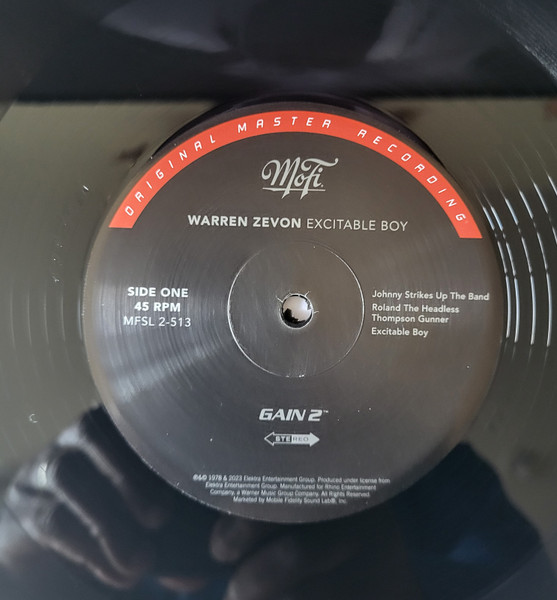 ORIGINAL MASTER RECORDING
MoFi
WARREN ZEVON EXCITABLE BOY
SIDE ONE
45 RPM
MFSL 2-513
Johnny Strikes Up The Band
Roland The Headless
Thompson Gunner
Excitable Boy
GAIN 2™
STEREO
℗© 1978 & 2023 Elektra Entertainment Group. Produced under license from
Elektra Entertainment Group. Manufactured for Rhino Entertainment
Company, a Warner Music Group Company. All Rights Reserved.
Marketed by Mobile Fidelity Sound Lab®, Inc.